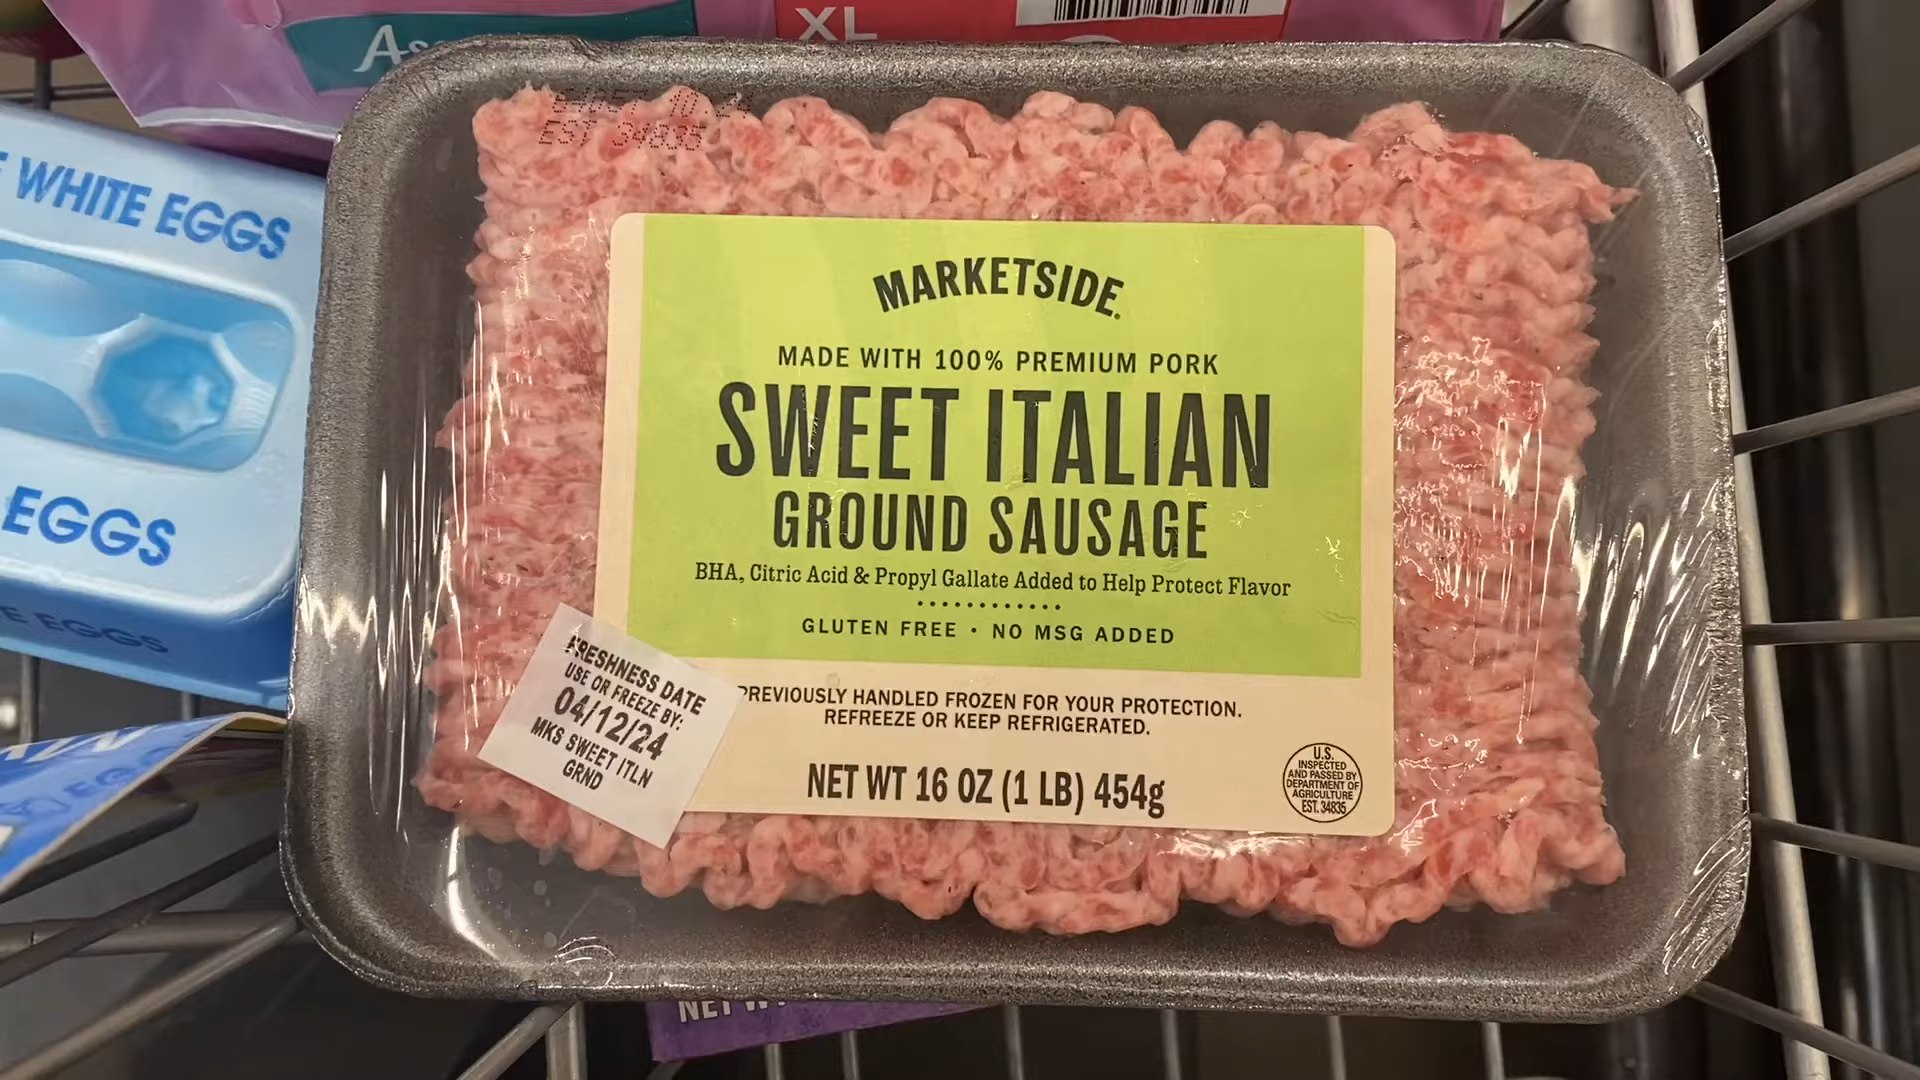 XL
WHITE EGGS
EGGS
EGGS
EST 34835
MARKETSIDE.
MADE WITH 100% PREMIUM PORK
SWEET ITALIAN
GROUND SAUSAGE
BHA, Citric Acid & Propyl Gallate Added to Help Protect Flavor
GLUTEN FREE • NO MSG ADDED
FRESHNESS DATE
USE OR FREEZE BY:
04/12/24
MKS SWEET ITLN
GRND
PREVIOUSLY HANDLED FROZEN FOR YOUR PROTECTION.
REFREEZE OR KEEP REFRIGERATED.
NET WT 16 OZ (1 LB) 454g
U.S.
INSPECTED
AND PASSED BY
DEPARTMENT OF
AGRICULTURE
EST. 34835
NET